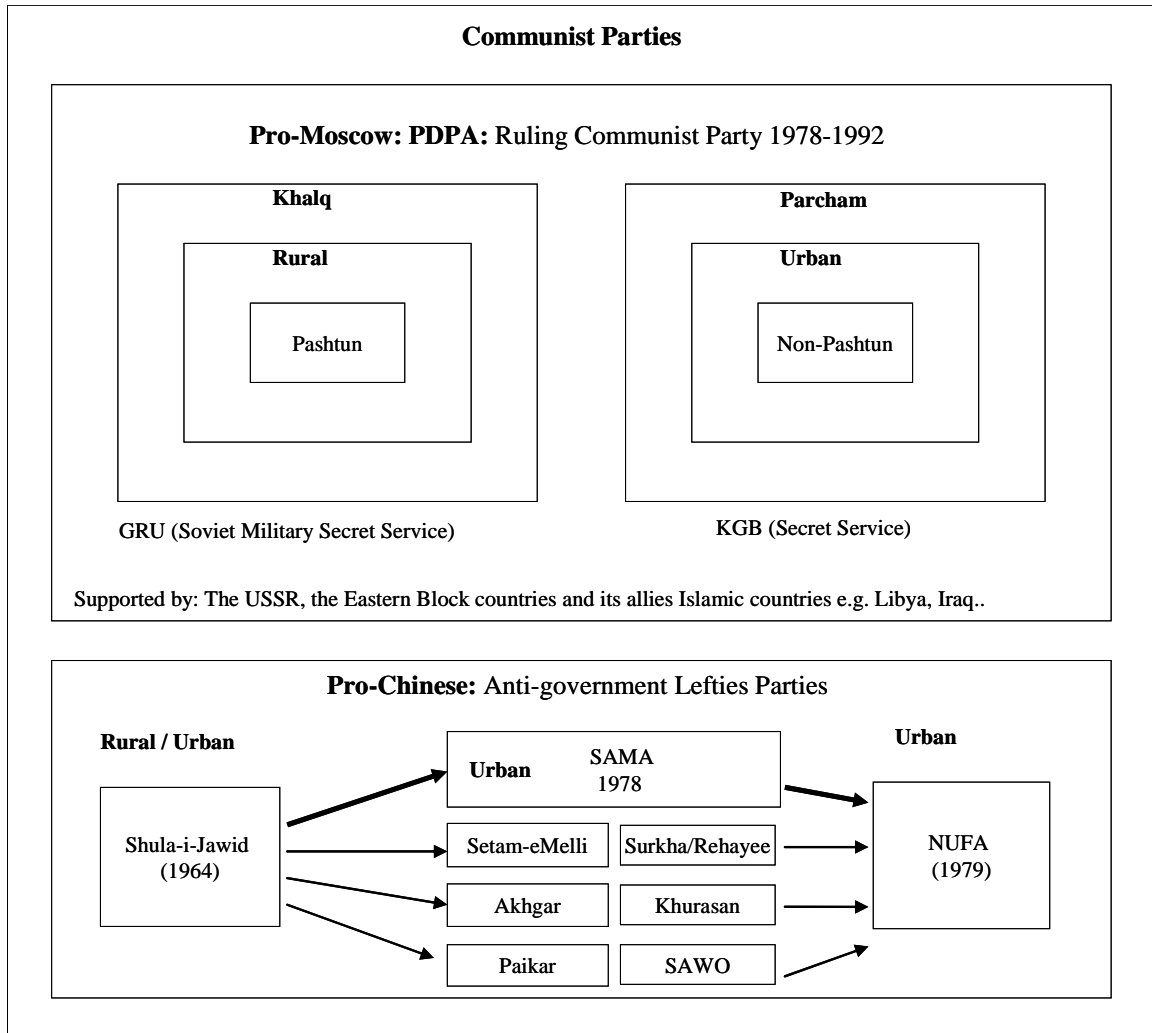 Communist Parties
Pro-Moscow: PDPA: Ruling Communist Party 1978-1992
Khalq
Rural
Pashtun
GRU (Soviet Military Secret Service)
Parcham
Urban
Non-Pashtun
KGB (Secret Service)
Supported by: The USSR, the Eastern Block countries and its allies Islamic countries e.g. Libya, Iraq..
Pro-Chinese: Anti-government Lefties Parties
Rural / Urban
Shula-i-Jawid
(1964)
Urban
SAMA
1978
Setam-eMelli
Surkha/Rehayee
Akhgar
Khurasan
Paikar
SAWO
Urban
NUFA
(1979)